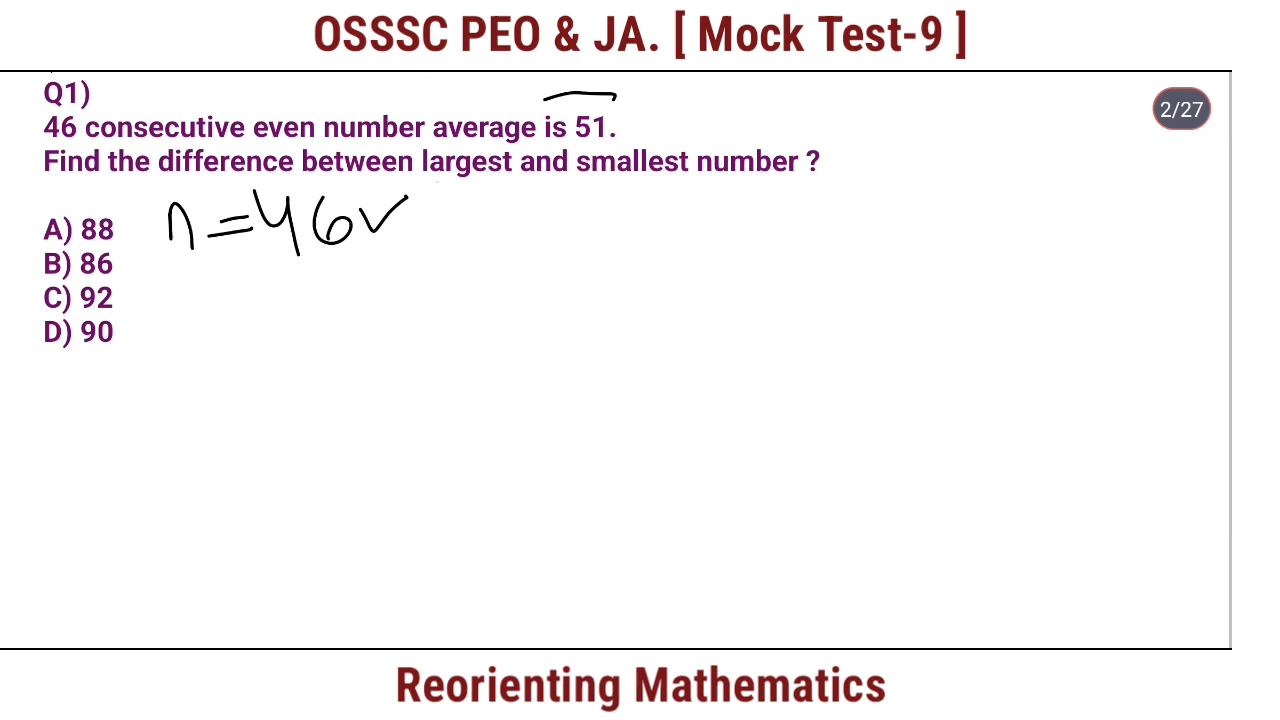 OSSSC PEO & JA. [ Mock Test-9 ]
Q1)
2/27
46 consecutive even number average is 51.
Find the difference between largest and smallest number ?
n=46✓
A) 88
B) 86
C) 92
D) 90
Reorienting Mathematics